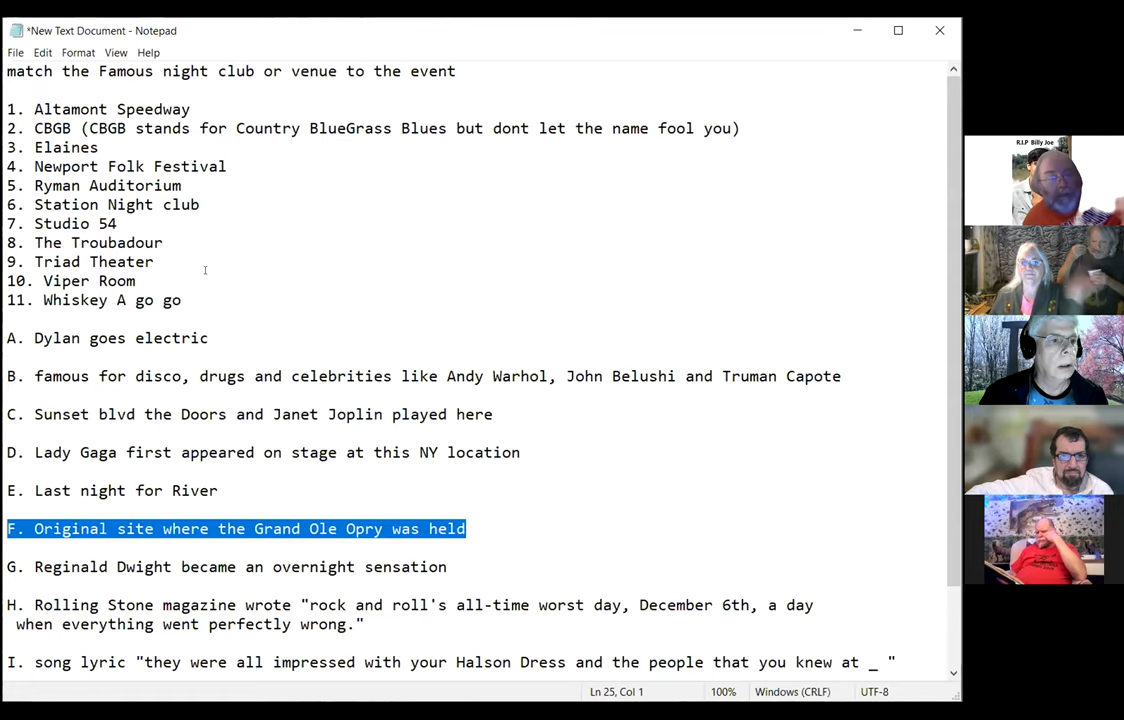 *New Text Document - Notepad
File Edit Format View Help
match the Famous night club or venue to the event
1. Altamont Speedway
2. CBGB (CBGB stands for Country BlueGrass Blues but dont let the name fool you)
3. Elaines
4. Newport Folk Festival
5. Ryman Auditorium
6. Station Night club
7. Studio 54
8. The Troubadour
9. Triad Theater
10. Viper Room
11. Whiskey A go go
A. Dylan goes electric
B. famous for disco, drugs and celebrities like Andy Warhol, John Belushi and Truman Capote
C. Sunset blvd the Doors and Janet Joplin played here
D. Lady Gaga first appeared on stage at this NY location
E. Last night for River
F. Original site where the Grand Ole Opry was held
G. Reginald Dwight became an overnight sensation
H. Rolling Stone magazine wrote "rock and roll's all-time worst day, December 6th, a day
when everything went perfectly wrong."
I. song lyric "they were all impressed with your Halson Dress and the people that you knew at _ "
Ln 25, Col 1 100% Windows (CRLF) UTF-8
R.I.P Billy Joe